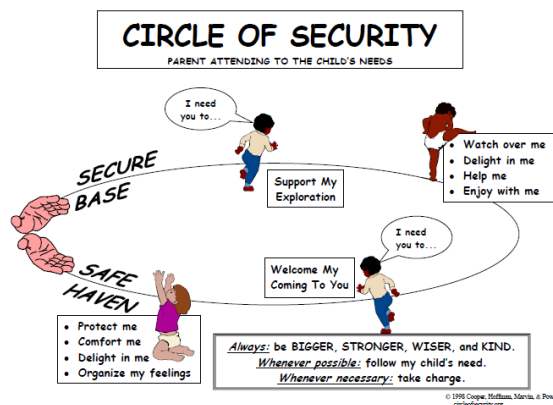 CIRCLE OF SECURITY
PARENT ATTENDING TO THE CHILD'S NEEDS
I need
you to...
SECURE
BASE
Support My
Exploration
• Watch over me
• Delight in me
• Help me
• Enjoy with me
I need
you to...
Welcome My
Coming To You
SAFE
HAVEN
• Protect me
• Comfort me
• Delight in me
• Organize my feelings
Always: be BIGGER, STRONGER, WISER, and KIND.
Whenever possible: follow my child's need.
Whenever necessary: take charge.
© 1998 Cooper, Hoffman, Marvin, & Pow
circleofsecurity.org